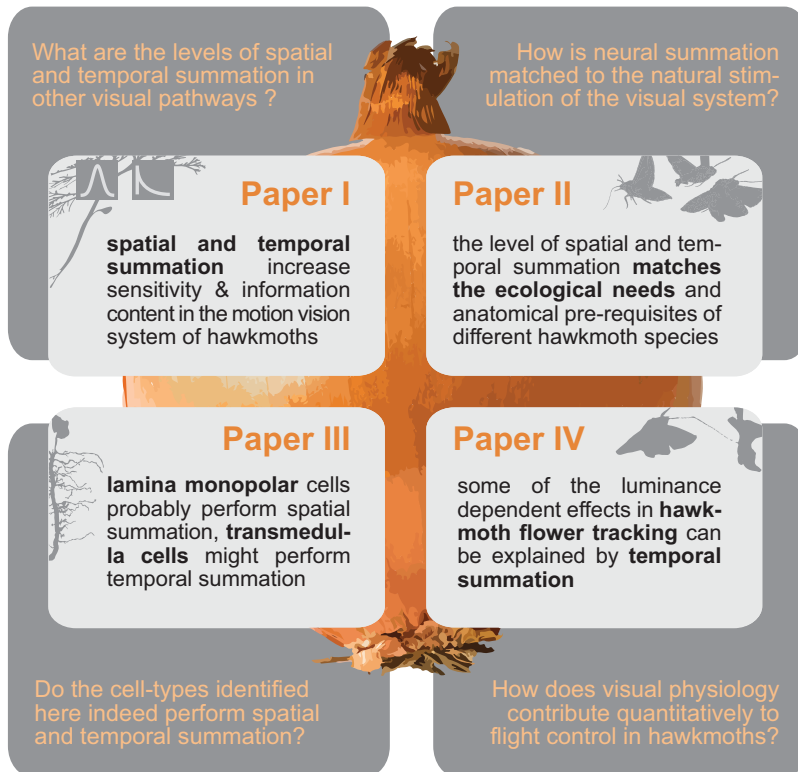 What are the levels of spatial
and temporal summation in
other visual pathways ?
How is neural summation
matched to the natural stim-
ulation of the visual system?
Paper I
spatial and temporal
summation increase
sensitivity & information
content in the motion vision
system of hawkmoths
Paper II
the level of spatial and tem-
poral summation matches
the ecological needs and
anatomical pre-requisites of
different hawkmoth species
Paper III
lamina monopolar cells
probably perform spatial
summation, transmedul-
la cells might perform
temporal summation
Paper IV
some of the luminance
dependent effects in hawk-
moth flower tracking can
be explained by temporal
summation
Do the cell-types identified
here indeed perform spatial
and temporal summation?
How does visual physiology
contribute quantitatively to
flight control in hawkmoths?